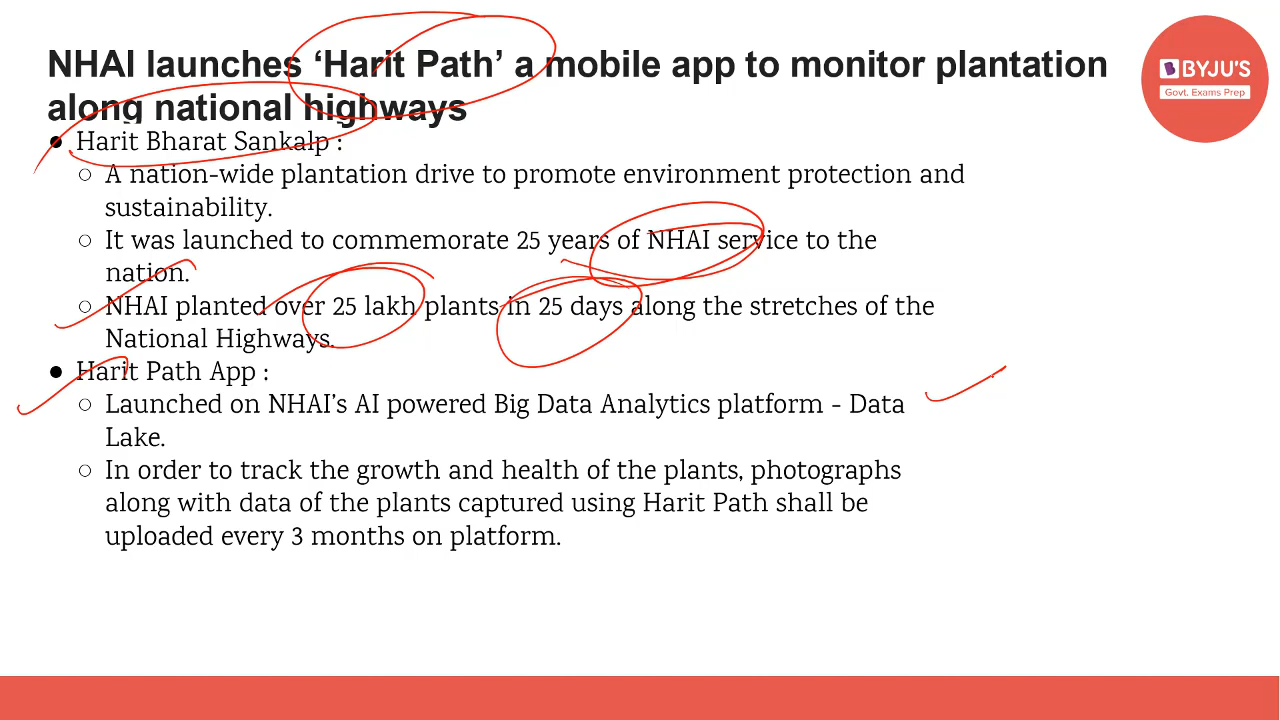 NHAI launches ‘Harit Path’ a mobile app to monitor plantation
along national highways
BYJU'S
Govt. Exams Prep
● Harit Bharat Sankalp :
○ A nation-wide plantation drive to promote environment protection and
sustainability.
○ It was launched to commemorate 25 years of NHAI service to the
nation.
○ NHAI planted over 25 lakh plants in 25 days along the stretches of the
National Highways.
● Harit Path App :
○ Launched on NHAI’s AI powered Big Data Analytics platform - Data
Lake.
○ In order to track the growth and health of the plants, photographs
along with data of the plants captured using Harit Path shall be
uploaded every 3 months on platform.